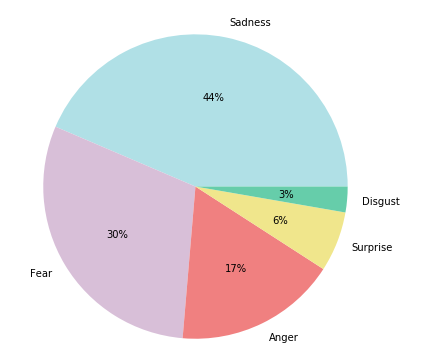 Sadness
44%
3%
Disgust
6%
Surprise
30%
17%
Fear
Anger